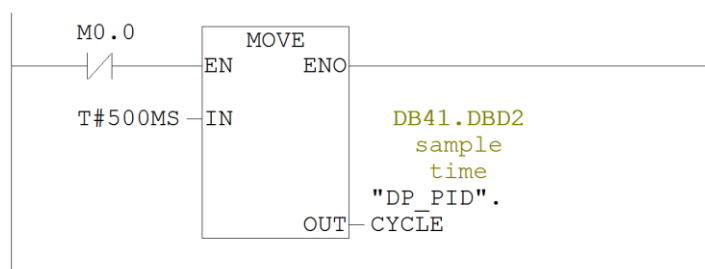 M0.0
MOVE
EN ENO
T#500MS IN
DB41.DBD2
sample
time
"DP_PID".
OUT CYCLE